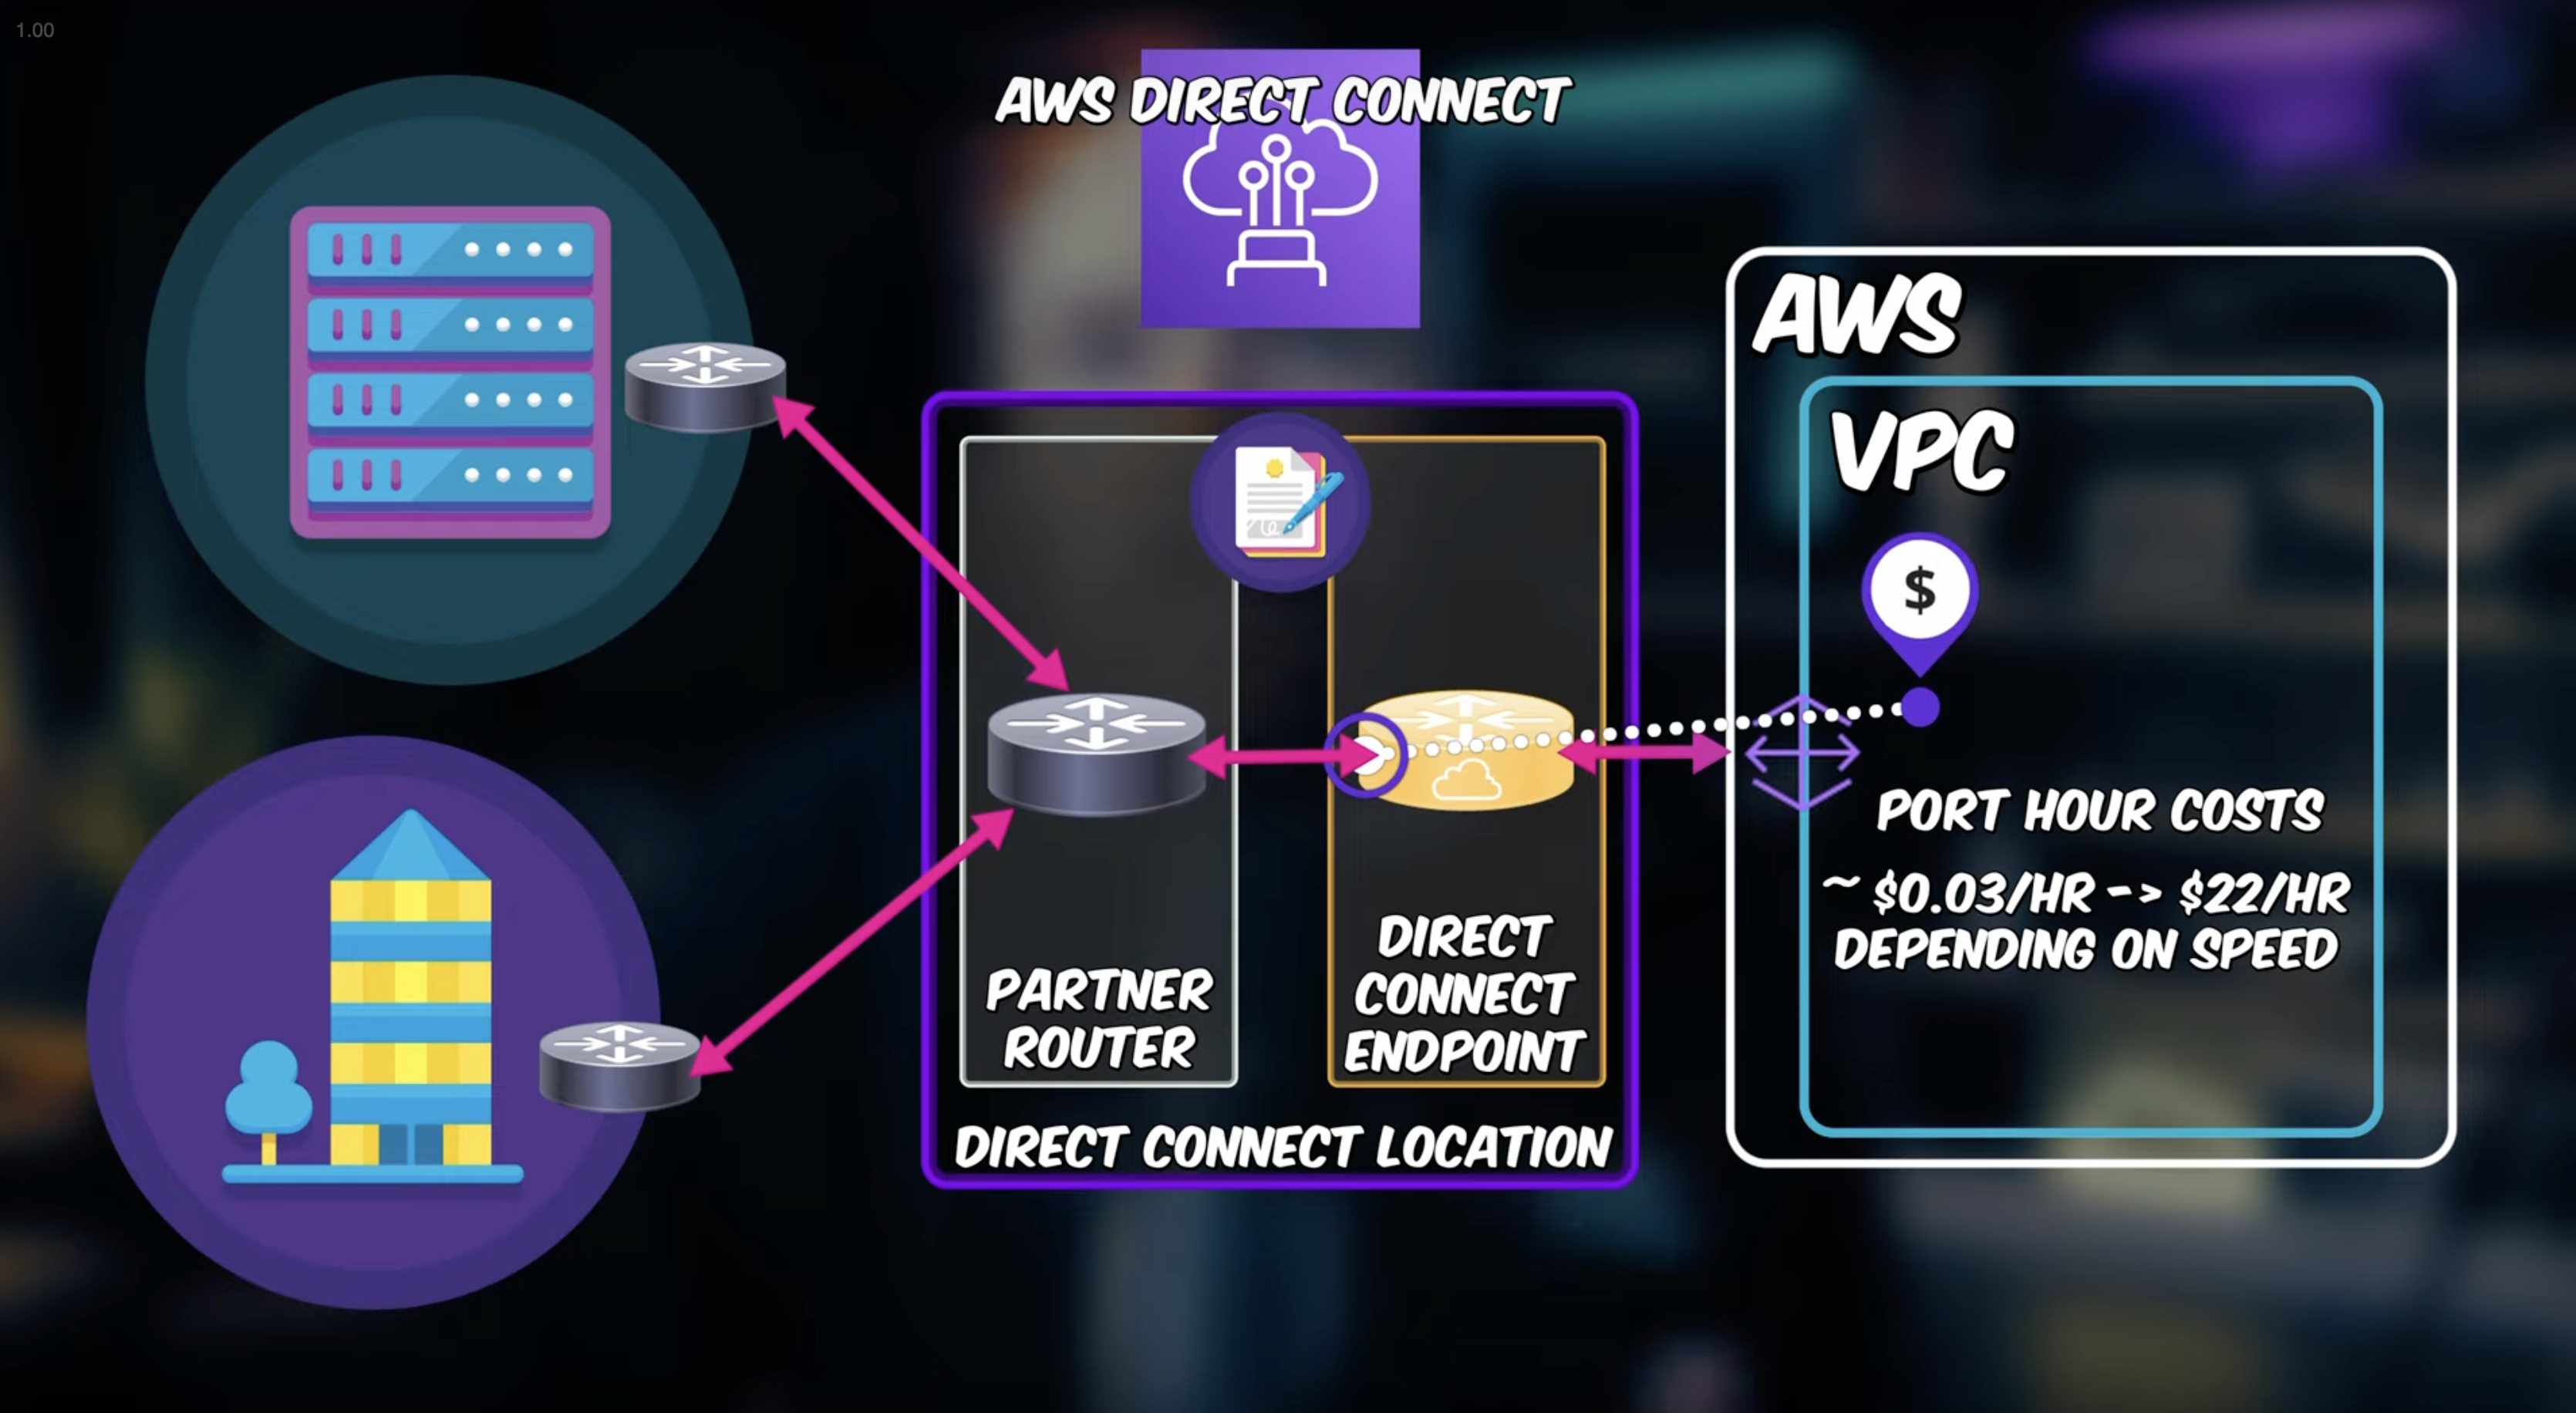 1.00
AWS DIRECT CONNECT
AWS
VPC
$
PORT HOUR COSTS
~ $0.03/HR -> $22/HR
DEPENDING ON SPEED
PARTNER
ROUTER
DIRECT
CONNECT
ENDPOINT
DIRECT CONNECT LOCATION